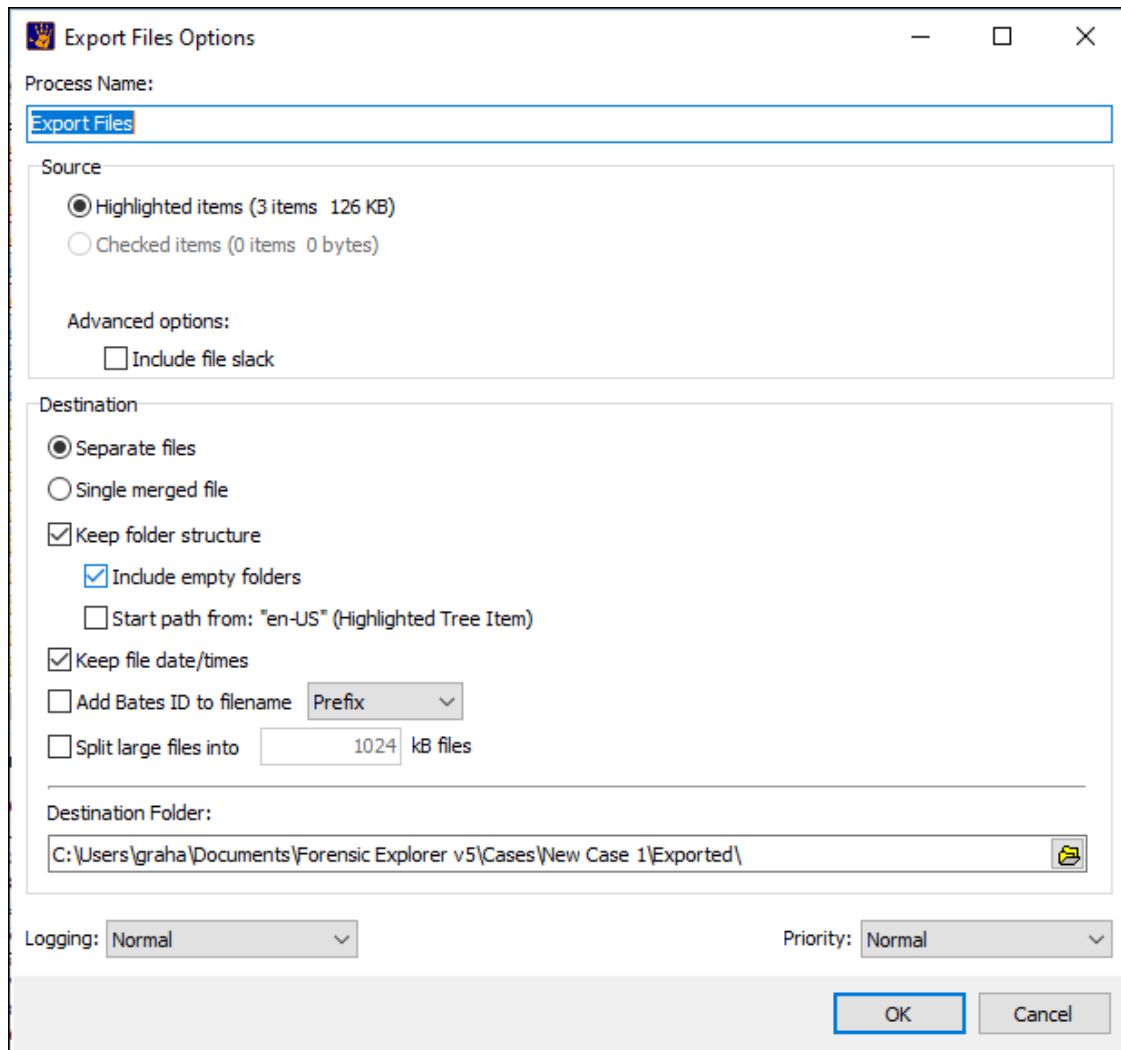 Export Files Options
Process Name:
Export Files
Source
Highlighted items (3 items  126 KB)
Checked items (0 items  0 bytes)
Advanced options:
Include file slack
Destination
Separate files
Single merged file
Keep folder structure
Include empty folders
Start path from: "en-US" (Highlighted Tree Item)
Keep file date/times
Add Bates ID to filename Prefix
Split large files into 1024 kB files
Destination Folder:
C:\Users\graha\Documents\Forensic Explorer v5\Cases\New Case 1\Exported\
Logging: Normal Priority: Normal
OK Cancel